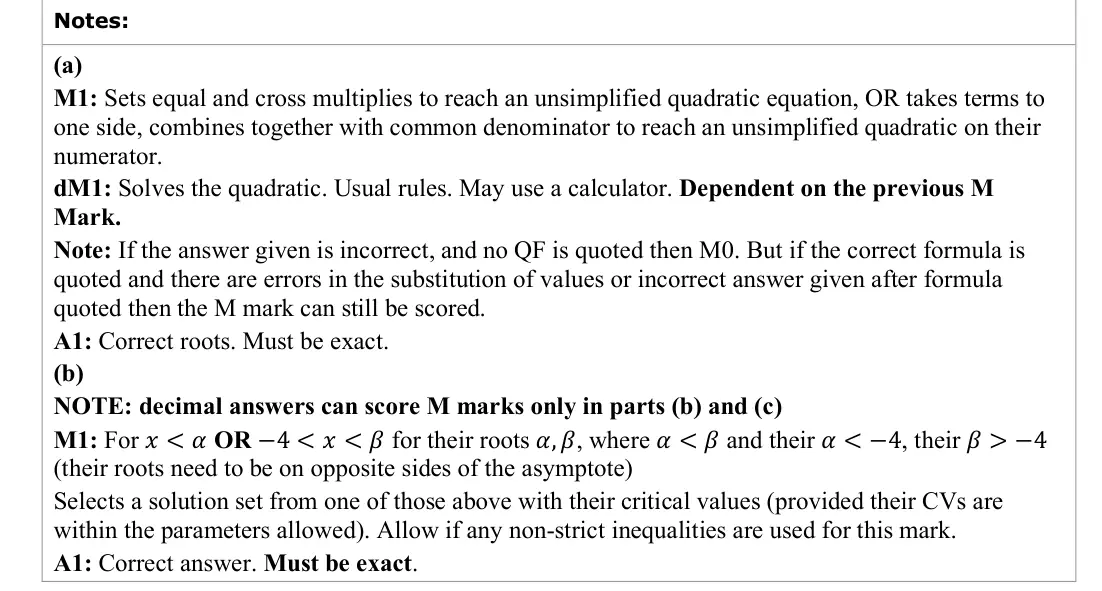 Notes:
(a)
M1: Sets equal and cross multiplies to reach an unsimplified quadratic equation, OR takes terms to
one side, combines together with common denominator to reach an unsimplified quadratic on their
numerator.
dM1: Solves the quadratic. Usual rules. May use a calculator. Dependent on the previous M
Mark.
Note: If the answer given is incorrect, and no QF is quoted then M0. But if the correct formula is
quoted and there are errors in the substitution of values or incorrect answer given after formula
quoted then the M mark can still be scored.
A1: Correct roots. Must be exact.
(b)
NOTE: decimal answers can score M marks only in parts (b) and (c)
M1: For 𝑥 < 𝛼 OR −4 < 𝑥 < 𝛽 for their roots 𝛼, 𝛽, where 𝛼 < 𝛽 and their 𝛼 < −4, their 𝛽 > −4
(their roots need to be on opposite sides of the asymptote)
Selects a solution set from one of those above with their critical values (provided their CVs are
within the parameters allowed). Allow if any non-strict inequalities are used for this mark.
A1: Correct answer. Must be exact.